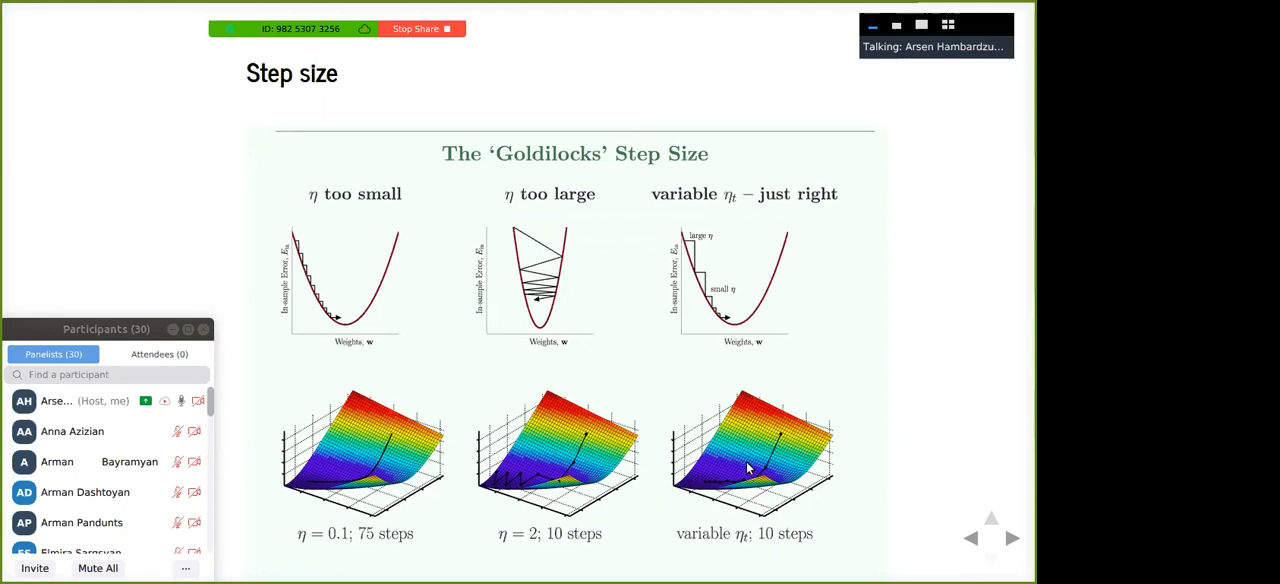 ID: 982 5307 3256
Stop Share
Talking: Arsen Hambardzu...
Step size
The ‘Goldilocks’ Step Size
η too small
η too large
variable ηt – just right
In-sample Error, Ein
Weights, w
In-sample Error, Ein
Weights, w
In-sample Error, Ein
large η
small η
Weights, w
η = 0.1; 75 steps
η = 2; 10 steps
variable ηt; 10 steps
Participants (30)
Panelists (30)
Attendees (0)
Find a participant
AH Arse... (Host, me)
AA Anna Azizian
A Arman Bayramyan
AD Arman Dashtoyan
AP Arman Pandunts
ES Elmira Sargsyan
Invite
Mute All
...